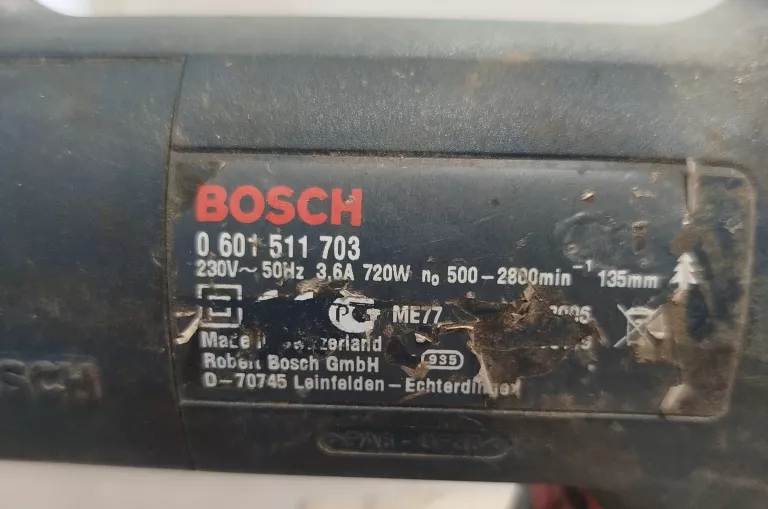 BOSCH
0 601 511 703
230V~ 50Hz 3,6A 720W n₀ 500-2800min⁻¹ 135mm
ME77
Made
Robert Bosch GmbH
935
D-70745 Leinfelden-Echterdingen